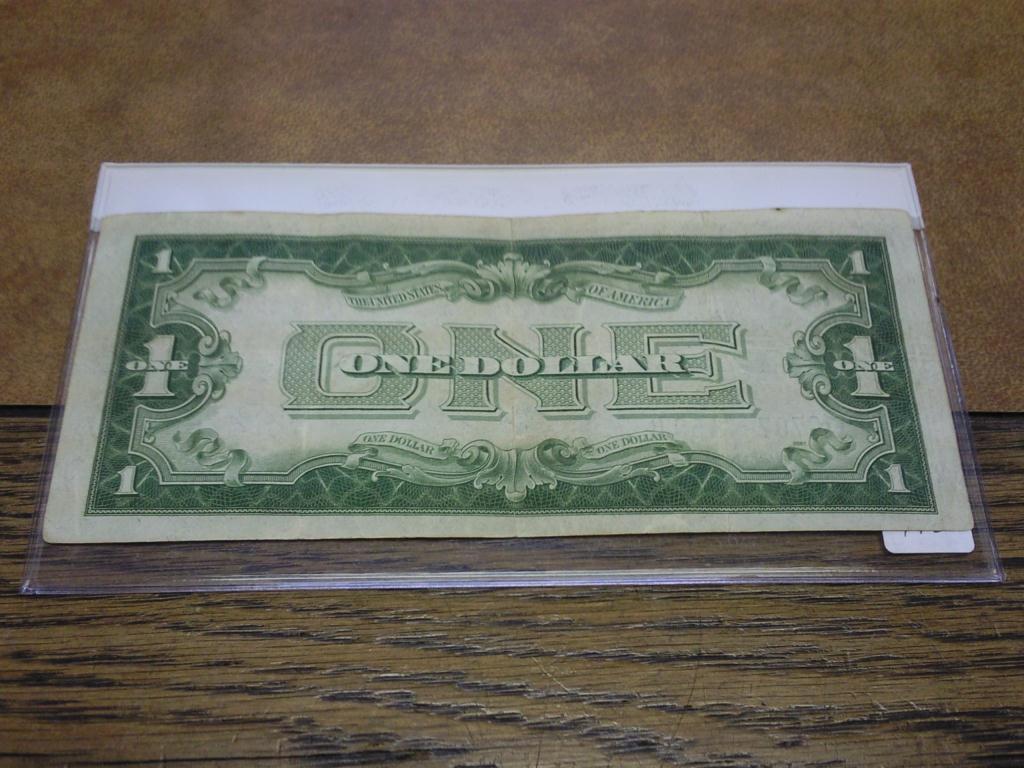 1 1
THE UNITED STATES OF AMERICA
ONE
ONE DOLLAR
1 ONE 1 ONE
ONE DOLLAR ONE DOLLAR
1 1